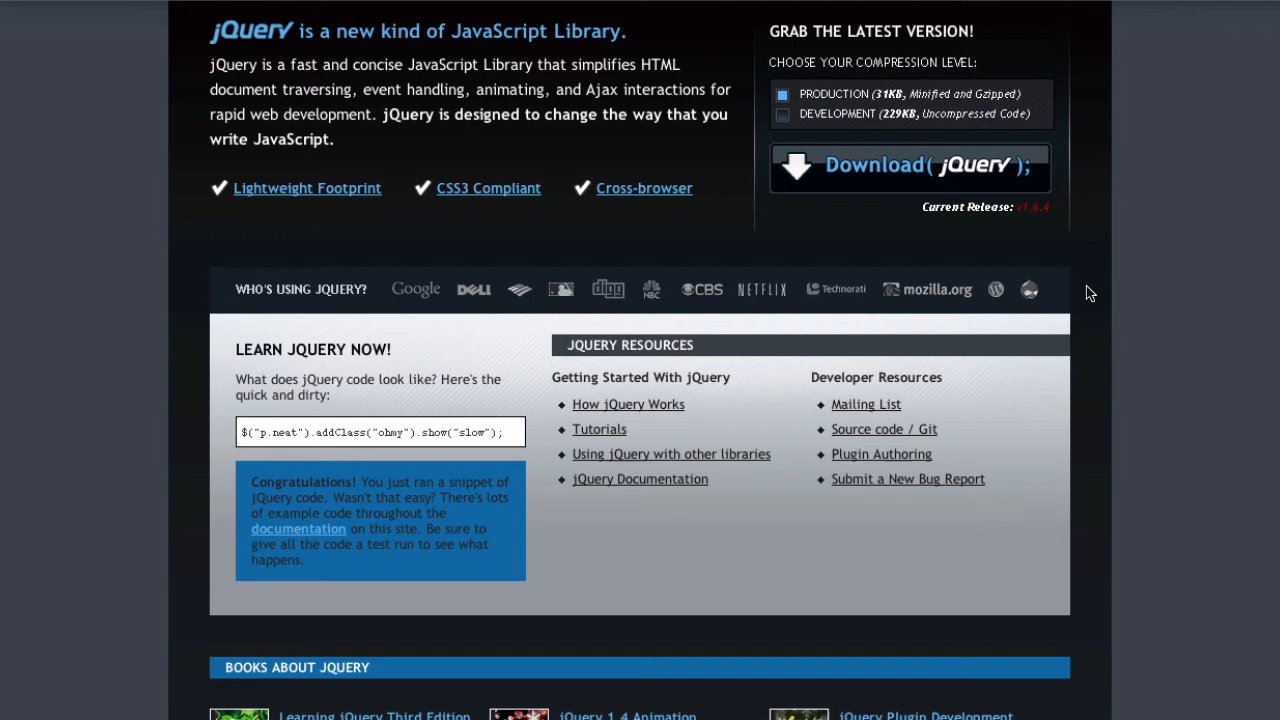 jQuery is a new kind of JavaScript Library.
jQuery is a fast and concise JavaScript Library that simplifies HTML
document traversing, event handling, animating, and Ajax interactions for
rapid web development. jQuery is designed to change the way that you
write JavaScript.
Lightweight Footprint
CSS3 Compliant
Cross-browser
GRAB THE LATEST VERSION!
CHOOSE YOUR COMPRESSION LEVEL:
PRODUCTION (31KB, Minified and Gzipped)
DEVELOPMENT (229KB, Uncompressed Code)
Download( jQuery );
Current Release: v1.6.4
WHO'S USING JQUERY? Google DELL NBC CBS NETFLIX Technorati mozilla.org
LEARN JQUERY NOW!
What does jQuery code look like? Here's the
quick and dirty:
$("p.neat").addClass("ohmy").show("slow");
Congratulations! You just ran a snippet of
jQuery code. Wasn't that easy? There's lots
of example code throughout the
documentation on this site. Be sure to
give all the code a test run to see what
happens.
JQUERY RESOURCES
Getting Started With jQuery
How jQuery Works
Tutorials
Using jQuery with other libraries
jQuery Documentation
Developer Resources
Mailing List
Source code / Git
Plugin Authoring
Submit a New Bug Report
BOOKS ABOUT JQUERY
Learning jQuery Third Edition
jQuery 1.4 Animation
jQuery Plugin Development